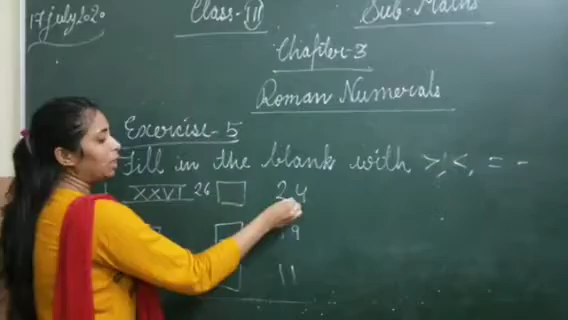 17 july 2020
Class-III Sub-Maths
Chapter-3
Roman Numerals
Exercise-5
Fill in the blank with >, <, = -
XXVI 26 24
11